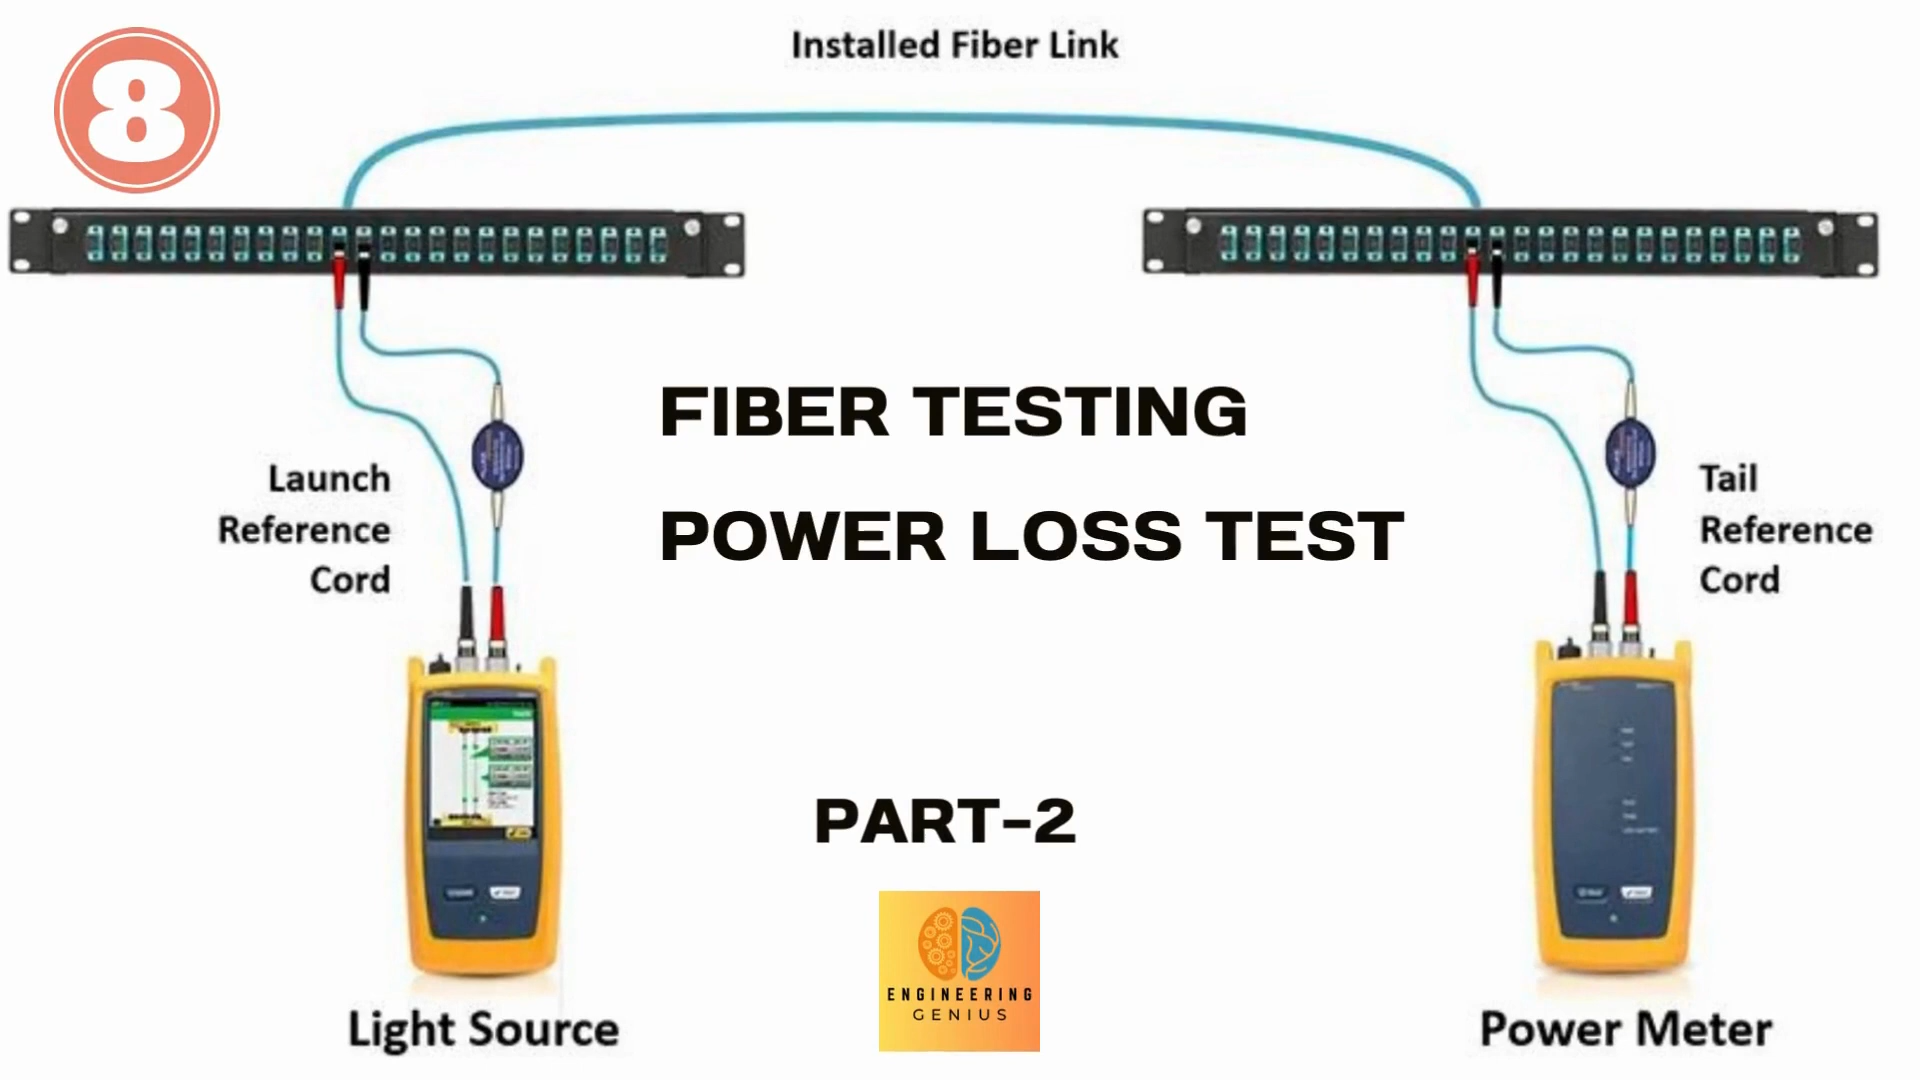 8
Installed Fiber Link
FIBER TESTING
POWER LOSS TEST
Launch
Reference
Cord
Tail
Reference
Cord
PART-2
ENGINEERING
GENIUS
Light Source
Power Meter